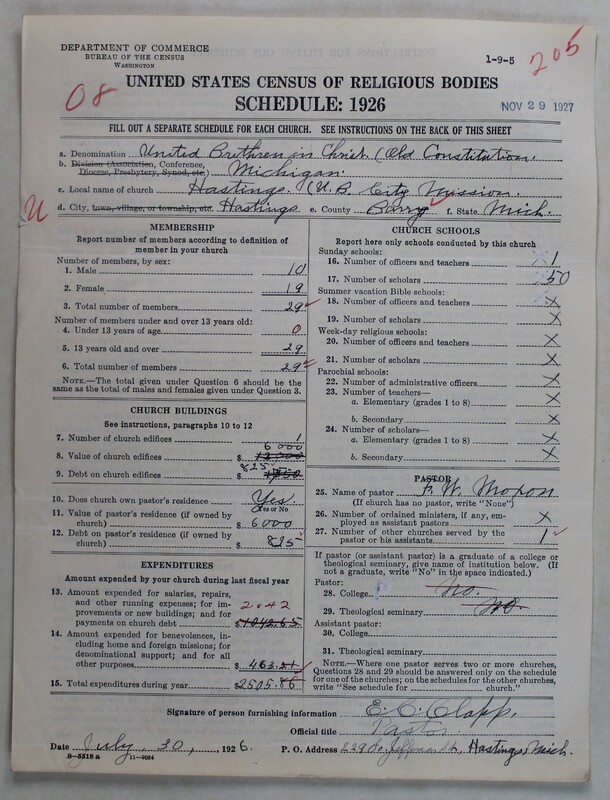 DEPARTMENT OF COMMERCE
BUREAU OF THE CENSUS
WASHINGTON
1-9-5
205
08
UNITED STATES CENSUS OF RELIGIOUS BODIES
SCHEDULE: 1926
NOV 29 1927
FILL OUT A SEPARATE SCHEDULE FOR EACH CHURCH. SEE INSTRUCTIONS ON THE BACK OF THIS SHEET
a. Denomination United Brethren in Christ (Old Constitution.
b. Division (Association, Conference, Diocese, Presbytery, Synod, etc.) Michigan.
c. Local name of church Hastings. (U. B. City Mission.
U
d. City, town, village, or township, etc. Hastings e. County Barry f. State Mich.
MEMBERSHIP
Report number of members according to definition of
member in your church
Number of members, by sex:
1. Male 10
2. Female 19
3. Total number of members 29
Number of members under and over 13 years old:
4. Under 13 years of age 0
5. 13 years old and over 29
6. Total number of members 29
NOTE.—The total given under Question 6 should be
the same as the total of males and females given under Question 3.
CHURCH BUILDINGS
See instructions, paragraphs 10 to 12
7. Number of church edifices 1
6000
8. Value of church edifices $
825
9. Debt on church edifices $
10. Does church own pastor's residence Yes
Yes or No
11. Value of pastor's residence (if owned by
church) $ 6000
12. Debt on pastor's residence (if owned by
church) $ 825
EXPENDITURES
Amount expended by your church during last fiscal year
13. Amount expended for salaries, repairs,
and other running expenses; for im-
provements or new buildings; and for
payments on church debt 2042
$
14. Amount expended for benevolences, in-
cluding home and foreign missions; for
denominational support; and for all
other purposes $ 463.21
15. Total expenditures during year $ 2505.86
CHURCH SCHOOLS
Report here only schools conducted by this church
Sunday schools:
16. Number of officers and teachers 1
17. Number of scholars 50
Summer vacation Bible schools:
18. Number of officers and teachers X
19. Number of scholars X
Week-day religious schools:
20. Number of officers and teachers X
21. Number of scholars X
Parochial schools:
22. Number of administrative officers X
23. Number of teachers—
a. Elementary (grades 1 to 8) X
b. Secondary X
24. Number of scholars—
a. Elementary (grades 1 to 8) X
b. Secondary X
PASTOR
25. Name of pastor F. W. Moxon
(If church has no pastor, write "None")
26. Number of ordained ministers, if any, em-
ployed as assistant pastors X
27. Number of other churches served by the
pastor or his assistants 1
If pastor (or assistant pastor) is a graduate of a college or
theological seminary, give name of institution below. (If
not a graduate, write "No" in the space indicated.)
Pastor:
28. College No.
29. Theological seminary No
Assistant pastor:
30. College
31. Theological seminary
NOTE.—Where one pastor serves two or more churches,
Questions 28 and 29 should be answered only on the schedule
for one of the churches; on the schedules for the other churches,
write "See schedule for church."
Signature of person furnishing information E. C. Clapp.
Official title Pastor
Date July 30, 1926. P. O. Address 229 So. Jefferson St, Hastings, Mich.
8-5518 a 11-9024